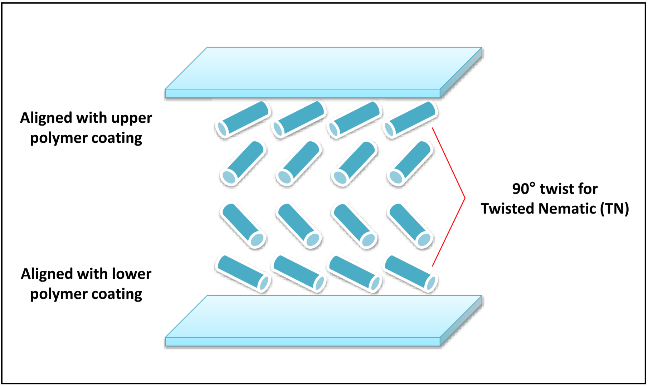 Aligned with upper
polymer coating
90° twist for
Twisted Nematic (TN)
Aligned with lower
polymer coating